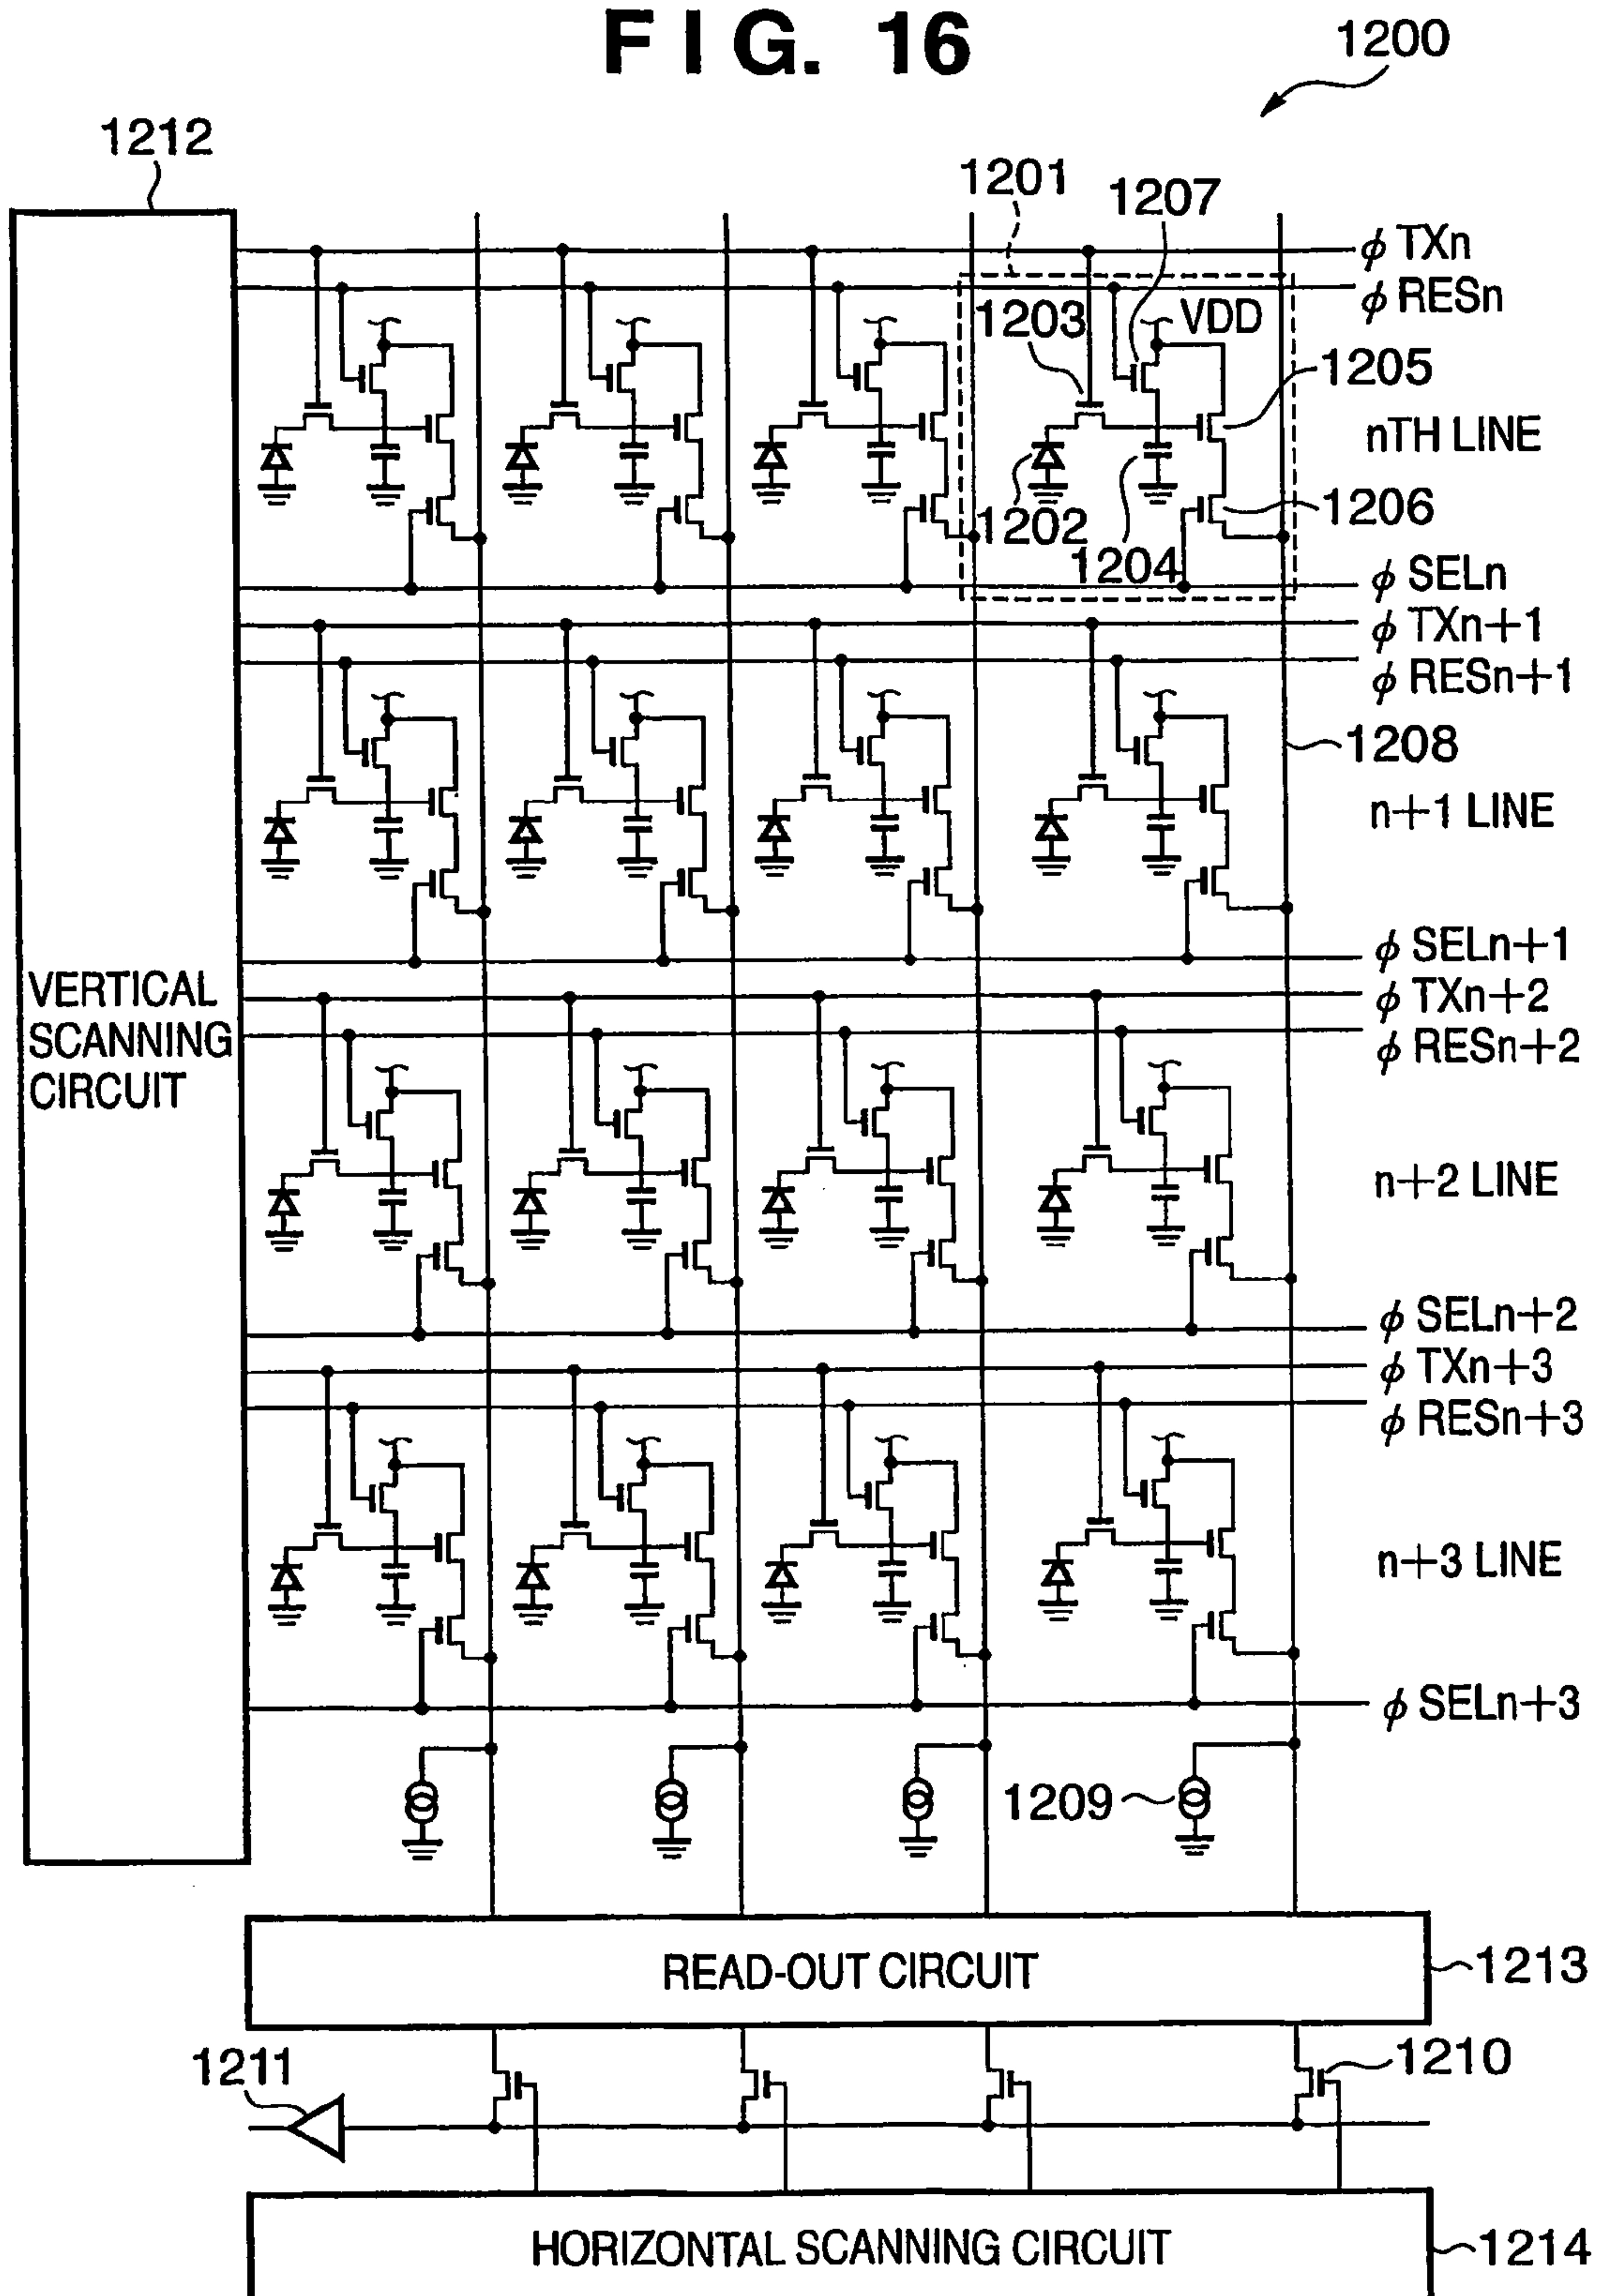 FIG. 16
1200
1212
1201
1207
ϕ TXn
ϕ RESn
1203
VDD
1205
nTH LINE
1202
1204
1206
ϕ SELn
ϕ TXn+1
ϕ RESn+1
1208
n+1 LINE
ϕ SELn+1
VERTICAL
SCANNING
CIRCUIT
ϕ TXn+2
ϕ RESn+2
n+2 LINE
ϕ SELn+2
ϕ TXn+3
ϕ RESn+3
n+3 LINE
ϕ SELn+3
1209
READ-OUT CIRCUIT
1213
1211
1210
HORIZONTAL SCANNING CIRCUIT
1214